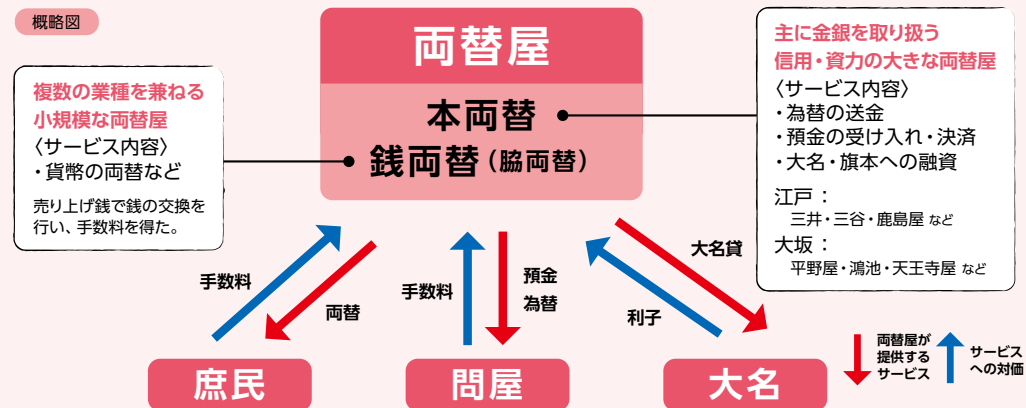 概略図
両替屋
本両替
銭両替（脇両替）
複数の業種を兼ねる
小規模な両替屋
〈サービス内容〉
・貨幣の両替など
売り上げ銭で銭の交換を
行い、手数料を得た。
主に金銀を取り扱う
信用・資力の大きな両替屋
〈サービス内容〉
・為替の送金
・預金の受け入れ・決済
・大名・旗本への融資
江戸：
三井・三谷・鹿島屋 など
大坂：
平野屋・鴻池・天王寺屋 など
手数料
両替
手数料
預金
為替
大名貸
利子
庶民
問屋
大名
両替屋が
提供する
サービス
サービス
への対価